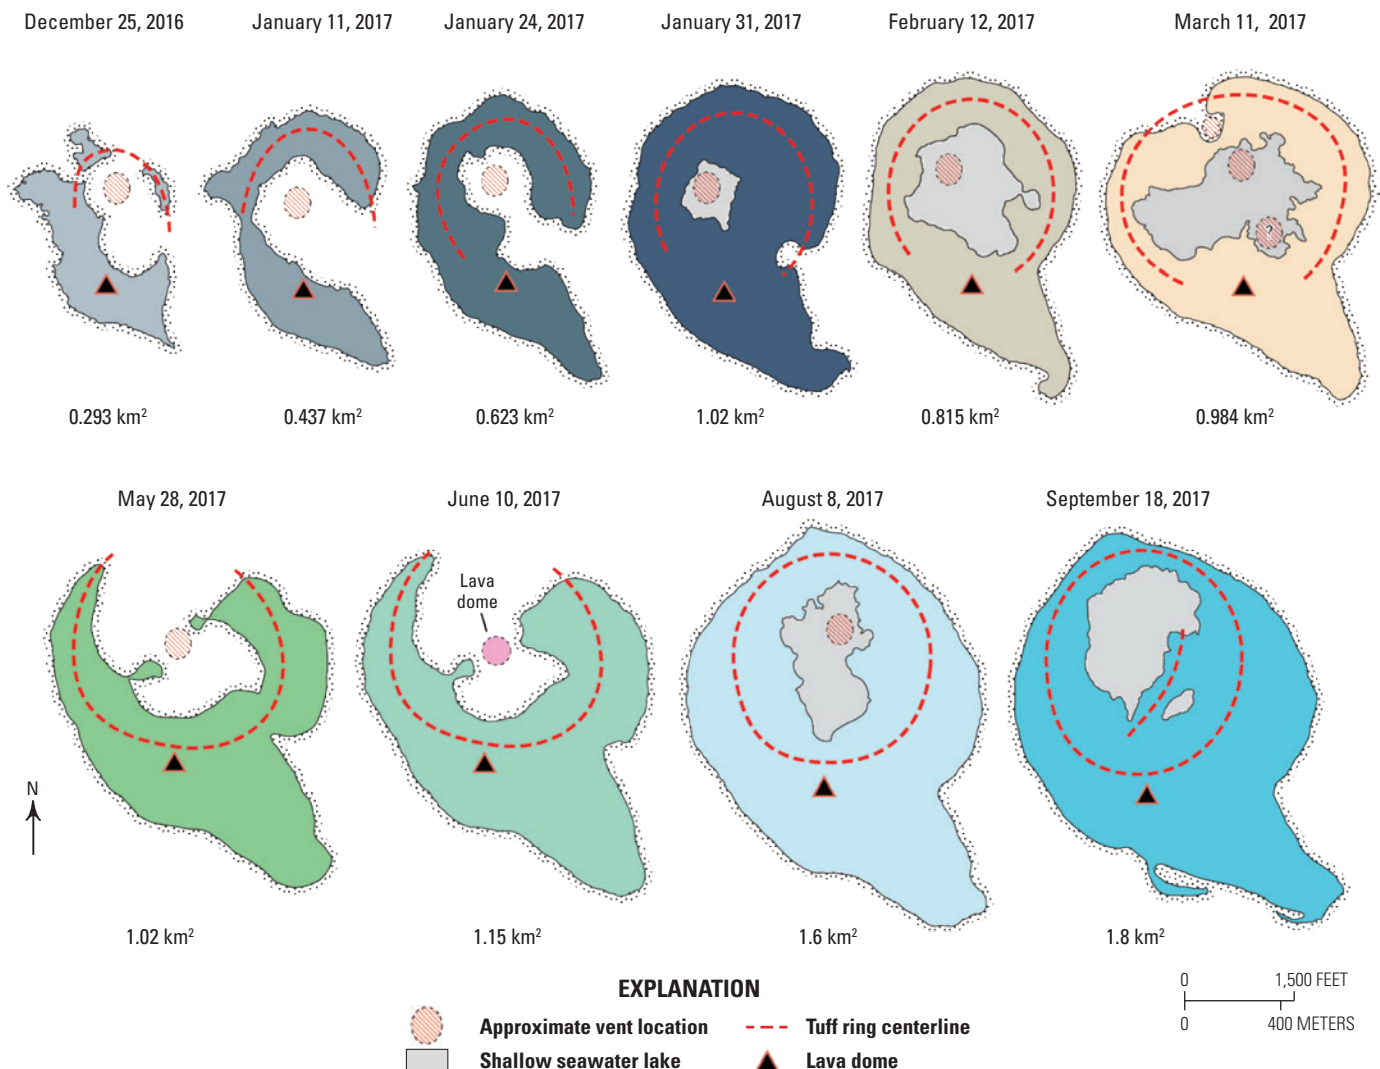 December 25, 2016
January 11, 2017
January 24, 2017
January 31, 2017
February 12, 2017
March 11, 2017
?
0.293 km²
0.437 km²
0.623 km²
1.02 km²
0.815 km²
0.984 km²
May 28, 2017
June 10, 2017
August 8, 2017
September 18, 2017
Lava
dome
N
1.02 km²
1.15 km²
1.6 km²
1.8 km²
EXPLANATION
Approximate vent location
Tuff ring centerline
Shallow seawater lake
Lava dome
0 1,500 FEET
0 400 METERS